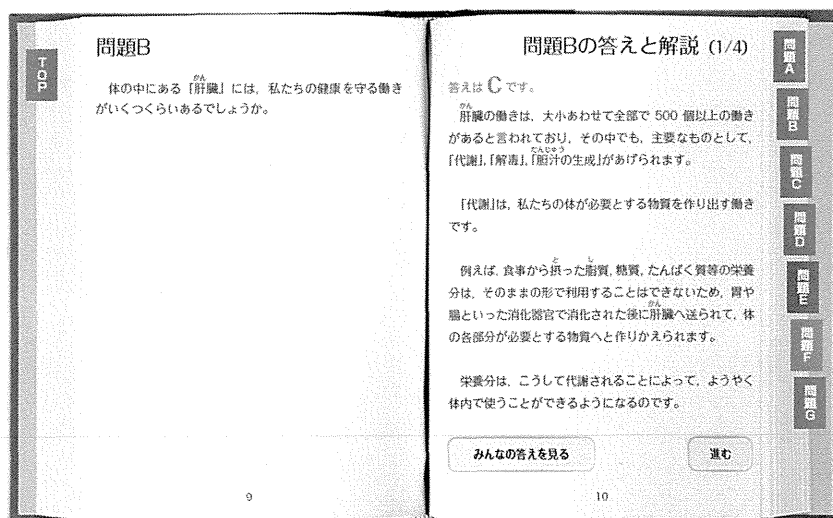 TOP
問題B
体の中にある「肝臓」には、私たちの健康を守る働き
かん
がいくつくらいあるでしょうか。
9
問題Bの答えと解説 (1/4)
答えは C です。
かん
肝臓の働きは、大小あわせて全部で 500 個以上の働き
があると言われており、その中でも、主要なものとして、
たんじゅう
「代謝」、「解毒」、「胆汁の生成」があげられます。
「代謝」は、私たちの体が必要とする物質を作り出す働き
です。
と し
例えば、食事から摂った脂質、糖質、たんぱく質等の栄養
分は、そのままの形で利用することはできないため、胃や
かん
腸といった消化器官で消化された後に肝臓へ送られて、体
の各部分が必要とする物質へと作りかえられます。
栄養分は、こうして代謝されることによって、ようやく
体内で使うことができるようになるのです。
みんなの答えを見る
進む
10
問題A
問題B
問題C
問題D
問題E
問題F
問題G